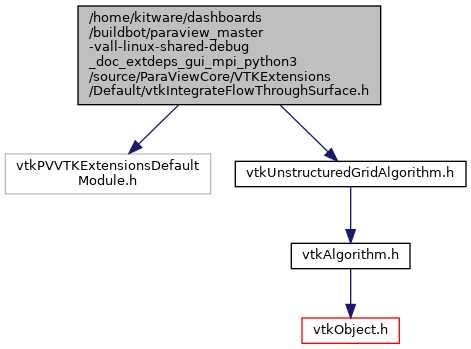 /home/kitware/dashboards
/buildbot/paraview_master
-vall-linux-shared-debug
_doc_extdeps_gui_mpi_python3
/source/ParaViewCore/VTKExtensions
/Default/vtkIntegrateFlowThroughSurface.h
vtkPVVTKExtensionsDefault
Module.h
vtkUnstructuredGridAlgorithm.h
vtkAlgorithm.h
vtkObject.h